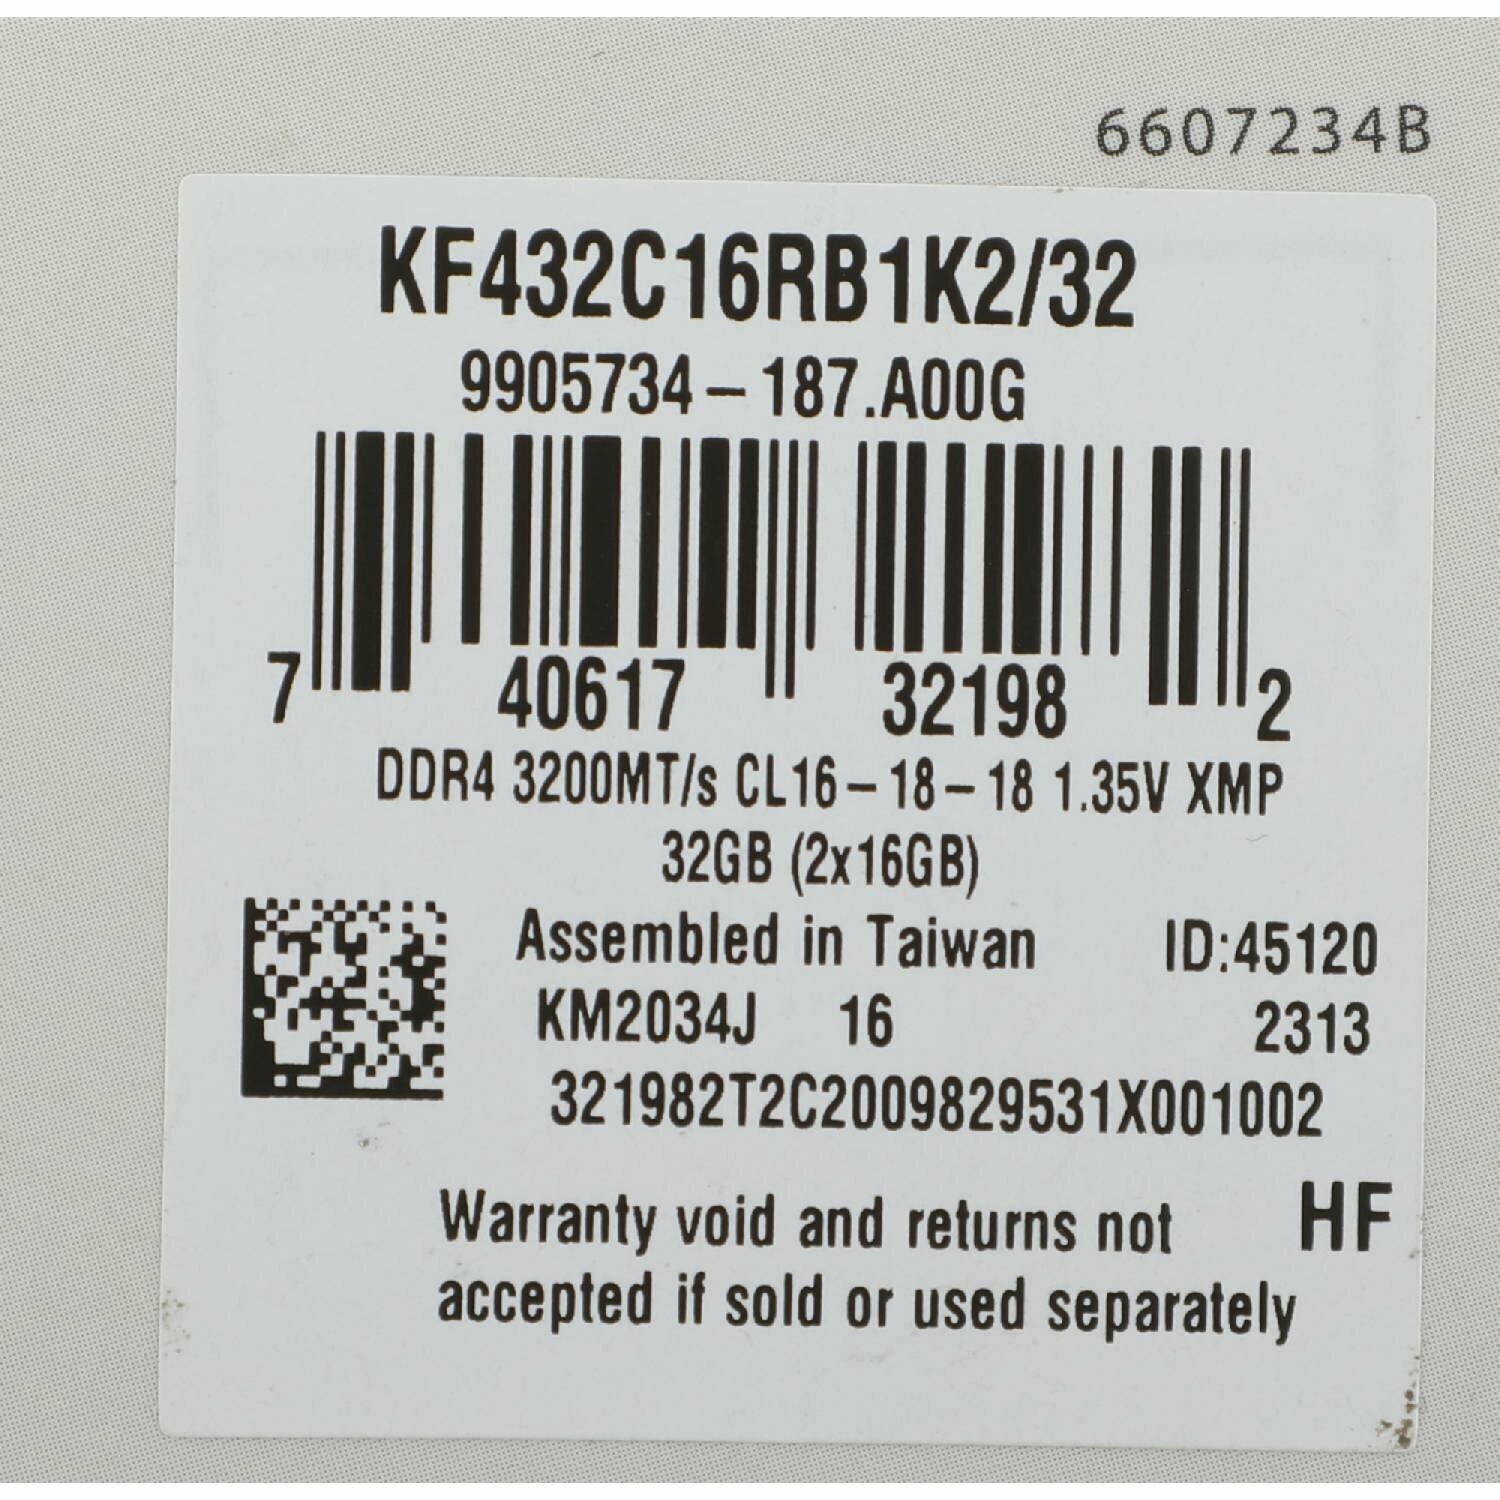 6607234B
KF432C16RB1K2/32
9905734-187.A00G
7 40617 32198 2
DDR4 3200MT/s CL16-18-18 1.35V XMP
32GB (2x16GB)
Assembled in Taiwan ID:45120
KM2034J 16 2313
321982T2C2009829531X001002
Warranty void and returns not HF
accepted if sold or used separately